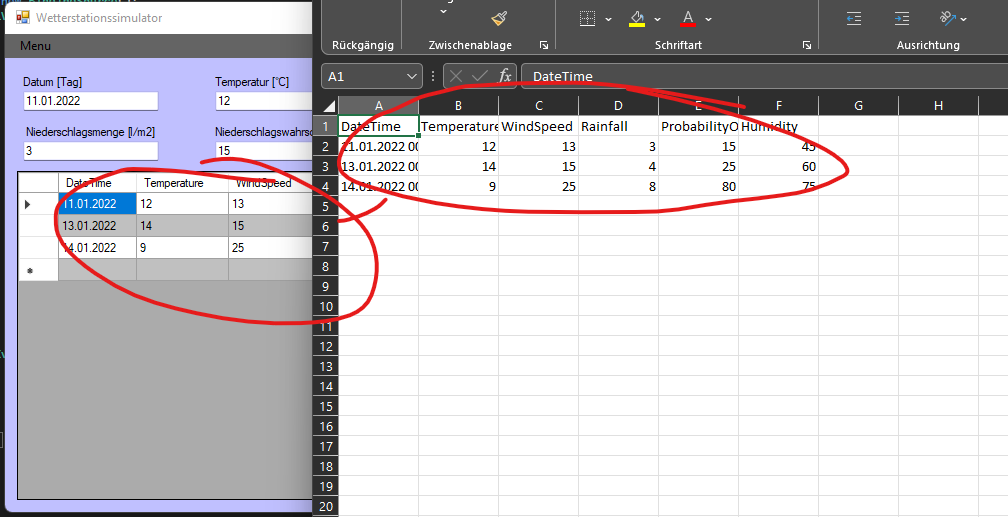 Wetterstationssimulator
Menu
Datum [Tag]
Temperatur [°C]
11.01.2022
12
Niederschlagsmenge [l/m2]
Niederschlagswahrsc
3
15
DateTime Temperature WindSpeed
11.01.2022 12 13
13.01.2022 14 15
14.01.2022 9 25
Rückgängig
Zwischenablage
Schriftart
Ausrichtung
A1
fx
DateTime
A B C D E F G H
1 DateTime Temperature WindSpeed Rainfall ProbabilityO Humidity
2 11.01.2022 00 12 13 3 15 45
3 13.01.2022 00 14 15 4 25 60
4 14.01.2022 00 9 25 8 80 75
5
6
7
8
9
10
11
12
13
14
15
16
17
18
19
20